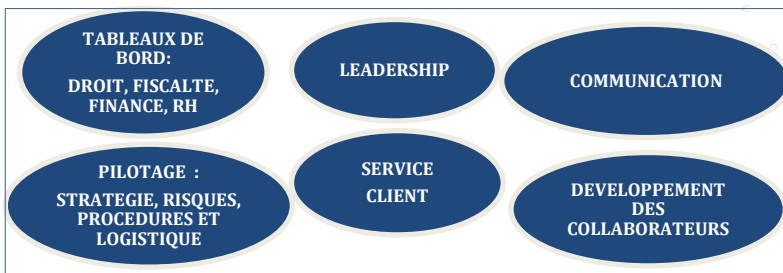 TABLEAUX DE
BORD:
DROIT, FISCALTE,
FINANCE, RH
LEADERSHIP
COMMUNICATION
PILOTAGE :
STRATEGIE, RISQUES,
PROCEDURES ET
LOGISTIQUE
SERVICE
CLIENT
DEVELOPPEMENT
DES
COLLABORATEURS